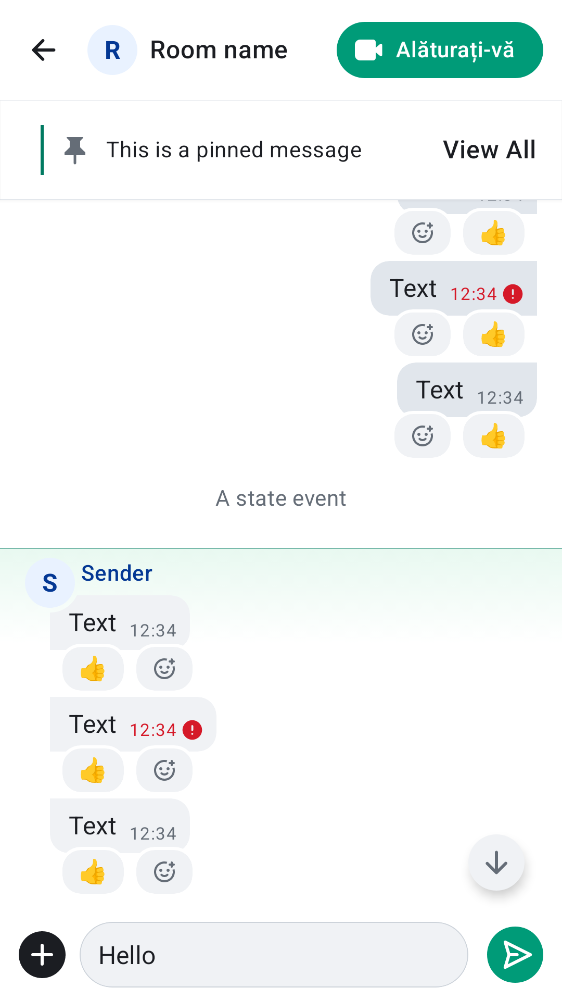 R Room name Alăturați-vă
This is a pinned message View All
Text 12:34
Text 12:34
A state event
S Sender
Text 12:34
Text 12:34
Text 12:34
Hello